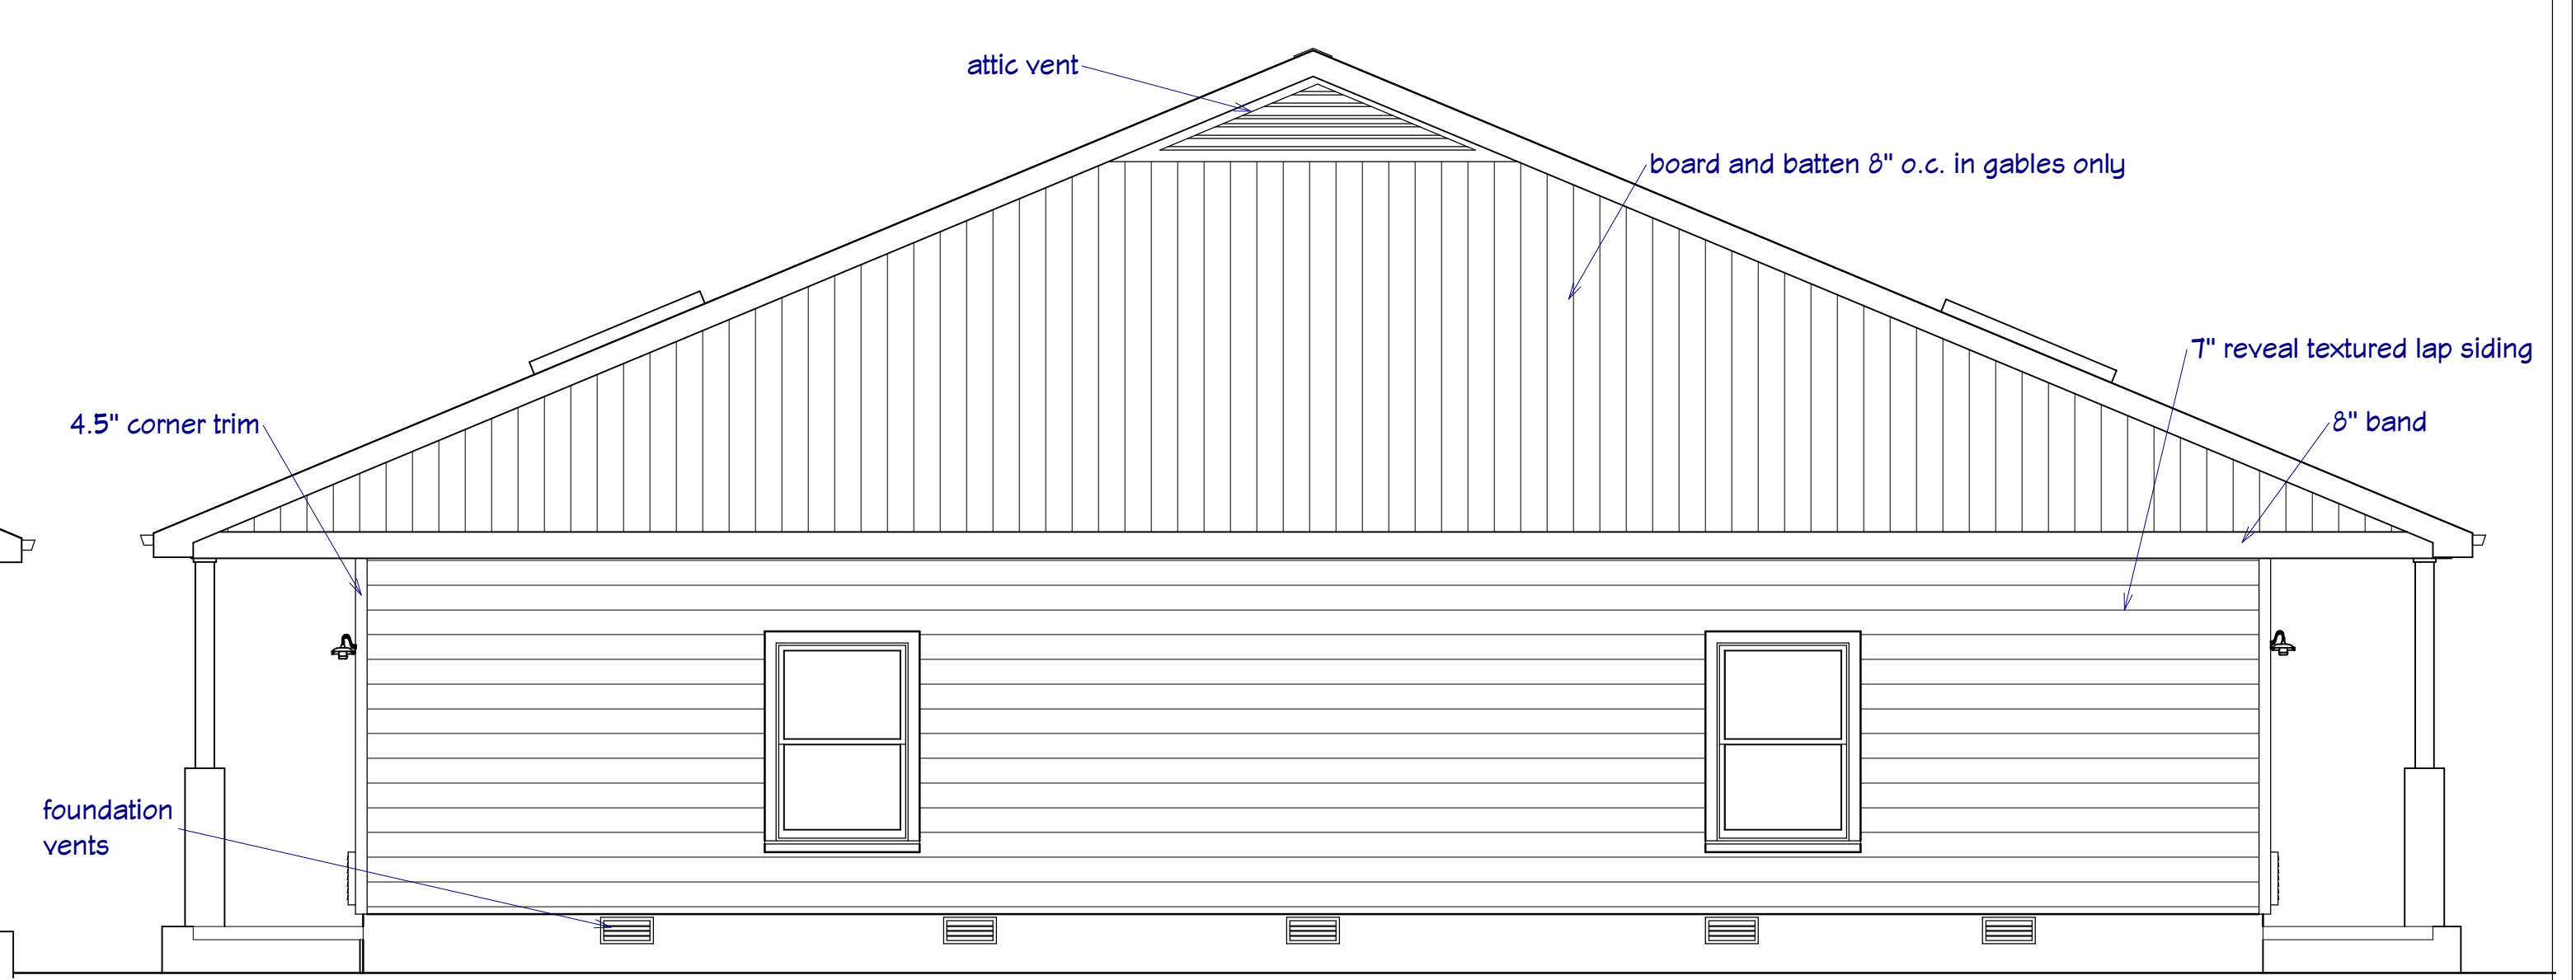 attic vent
board and batten 8" o.c. in gables only
7" reveal textured lap siding
4.5" corner trim
8" band
foundation
vents